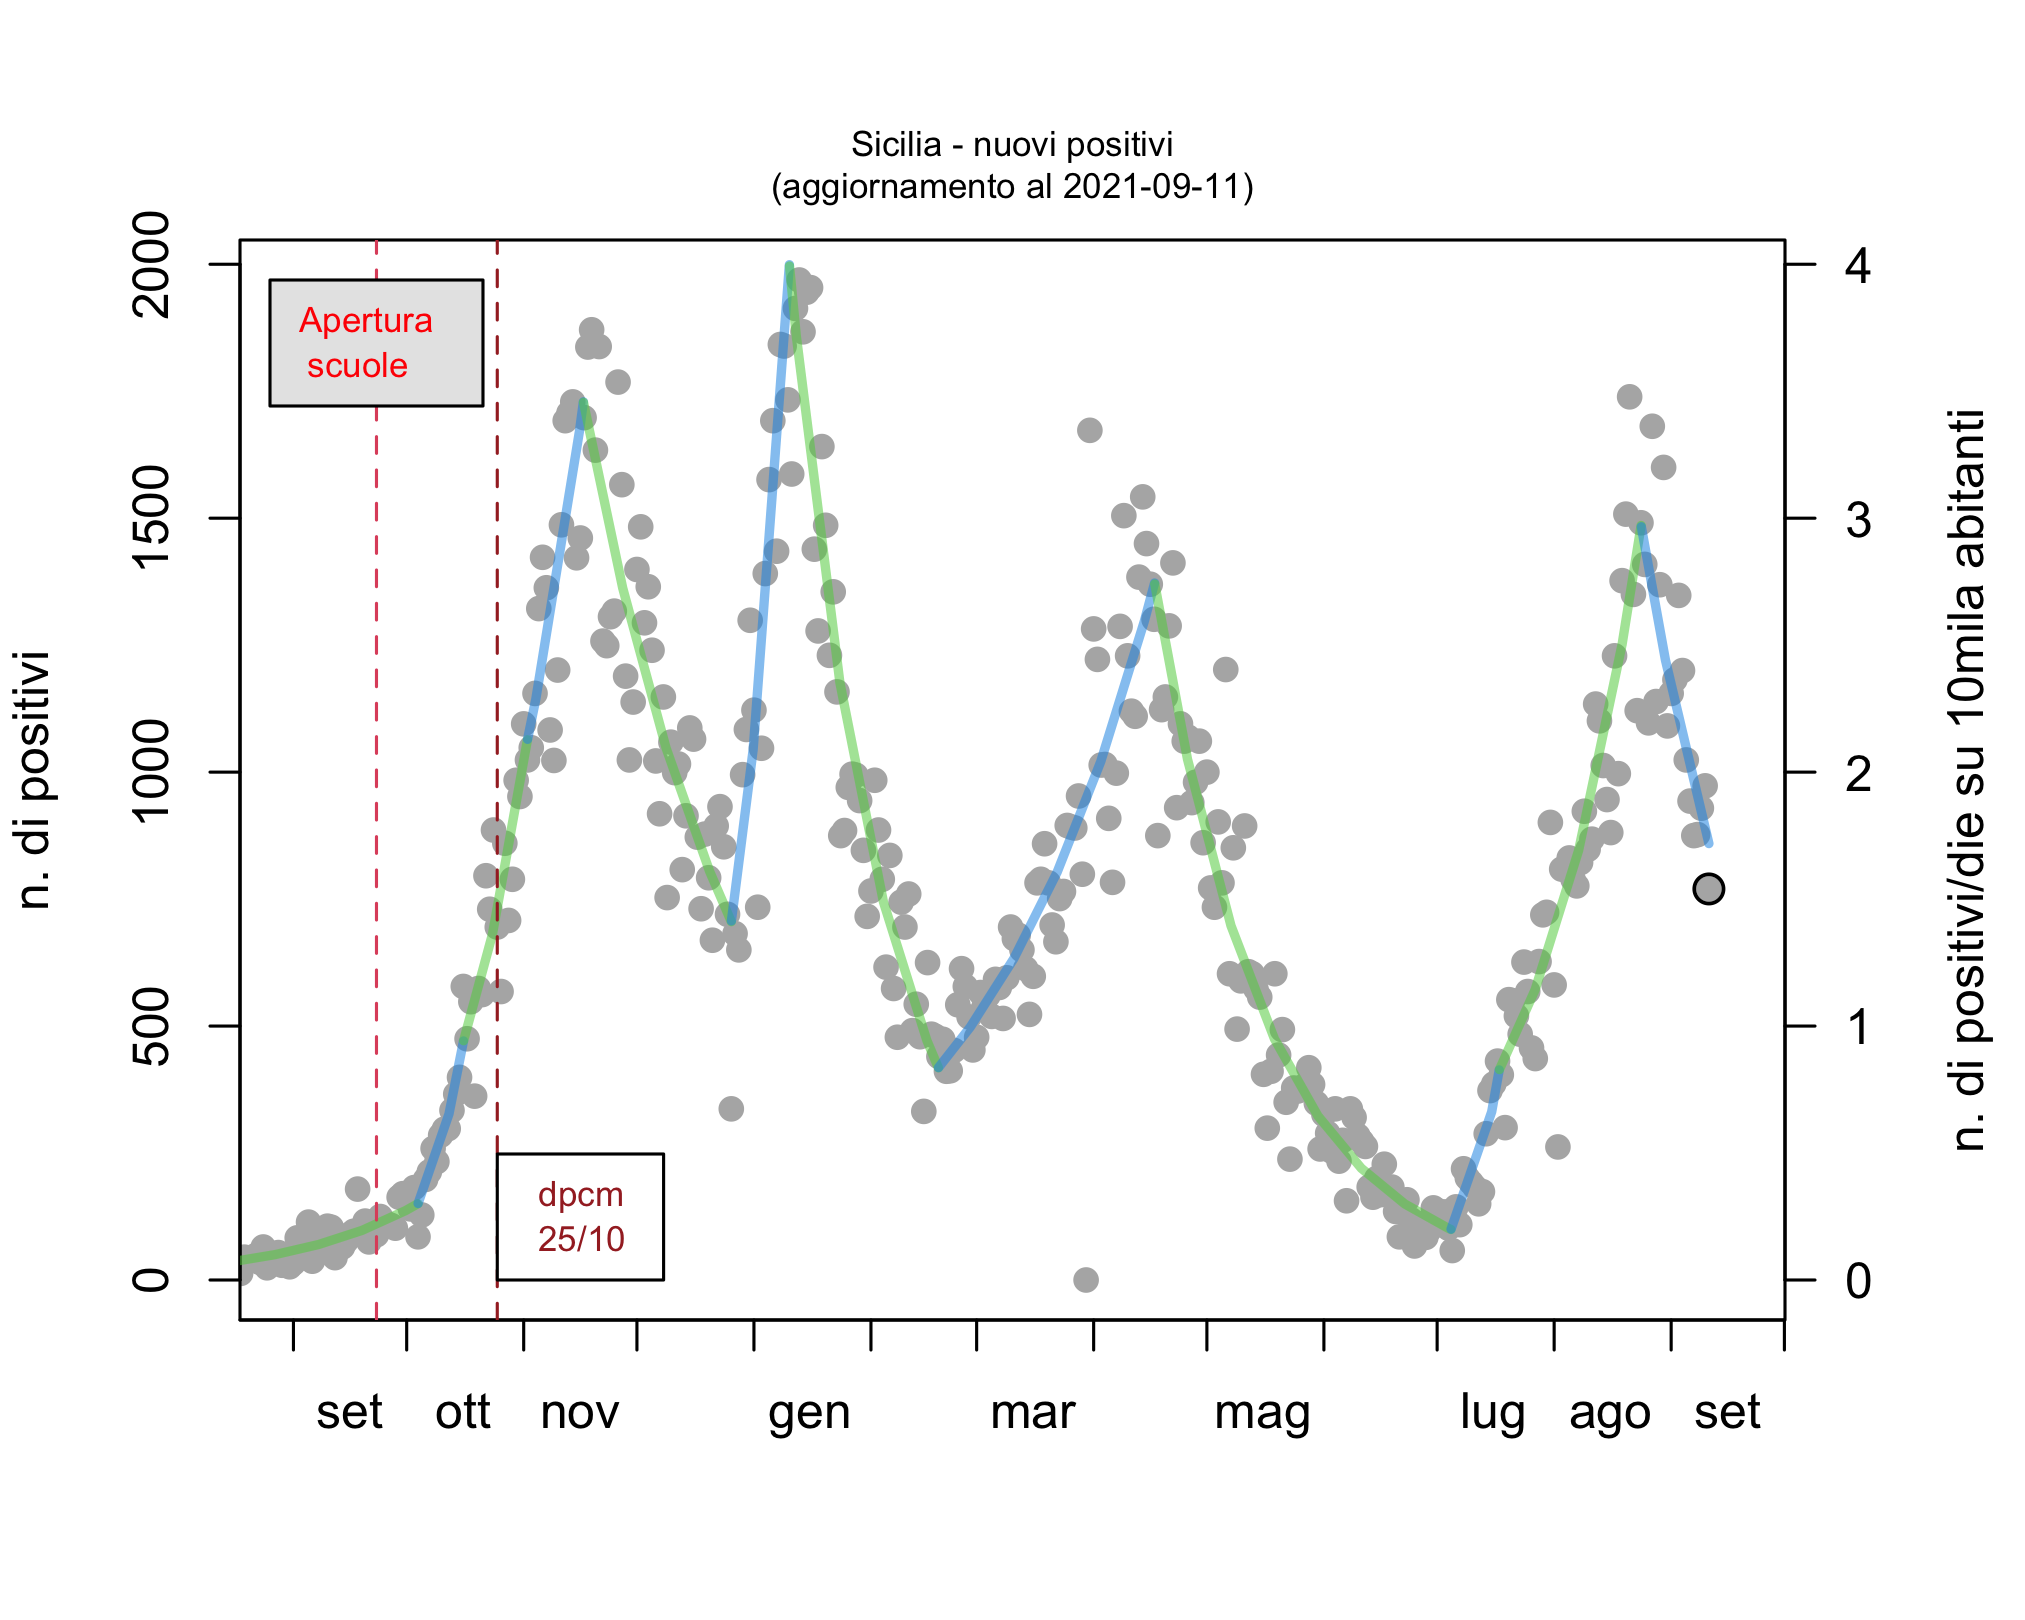 Sicilia - nuovi positivi
(aggiornamento al 2021-09-11)
n. di positivi
2000
1500
1000
500
0
Apertura
scuole
dpcm
25/10
4
3
2
1
0
n. di positivi/die su 10mila abitanti
set ott nov gen mar mag lug ago set